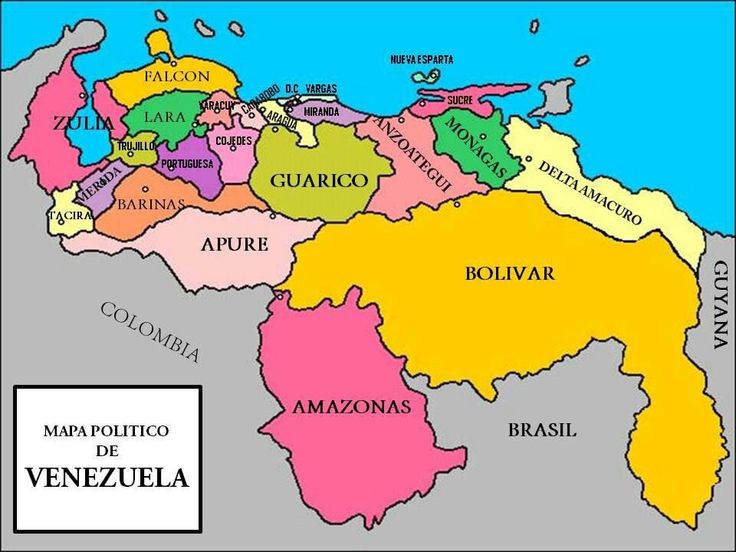 NUEVA ESPARTA
D.C
VARGAS
FALCON
SUCRE
CARABOBO
YARACUY
MIRANDA
LARA
ZULIA
ARAGUA
ANZOATEGUI
MONAGAS
COJEDES
TRUJILLO
PORTUGUESA
MERIDA
GUARICO
DELTA AMACURO
BARINAS
TACIRA
APURE
BOLIVAR
GUYANA
COLOMBIA
AMAZONAS
BRASIL
MAPA POLITICO
DE
VENEZUELA